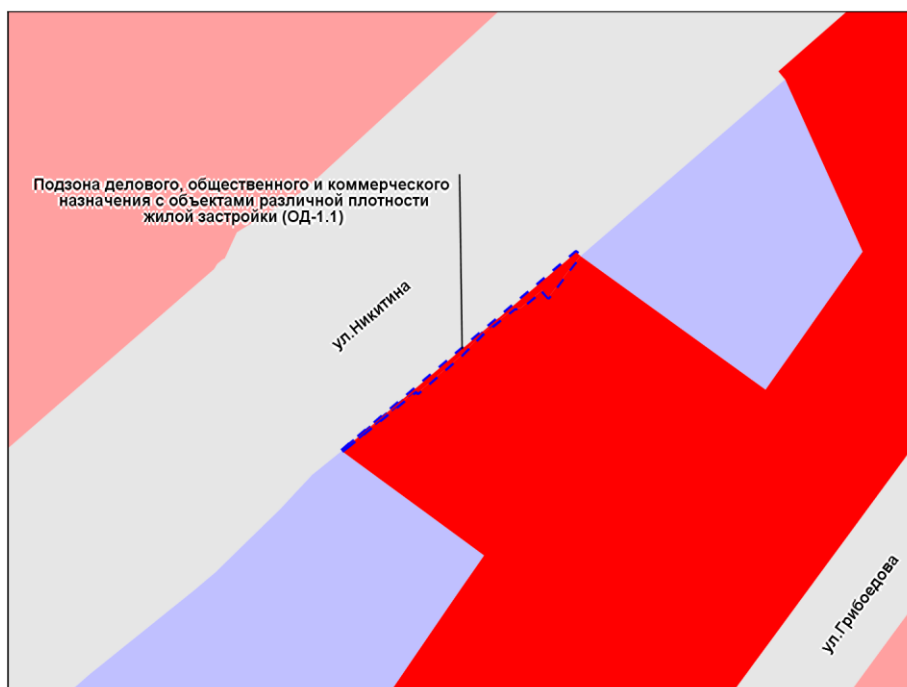 Подзона делового, общественного и коммерческого
назначения с объектами различной плотности
жилой застройки (ОД-1.1)
ул.Никитина
ул.Грибоедова